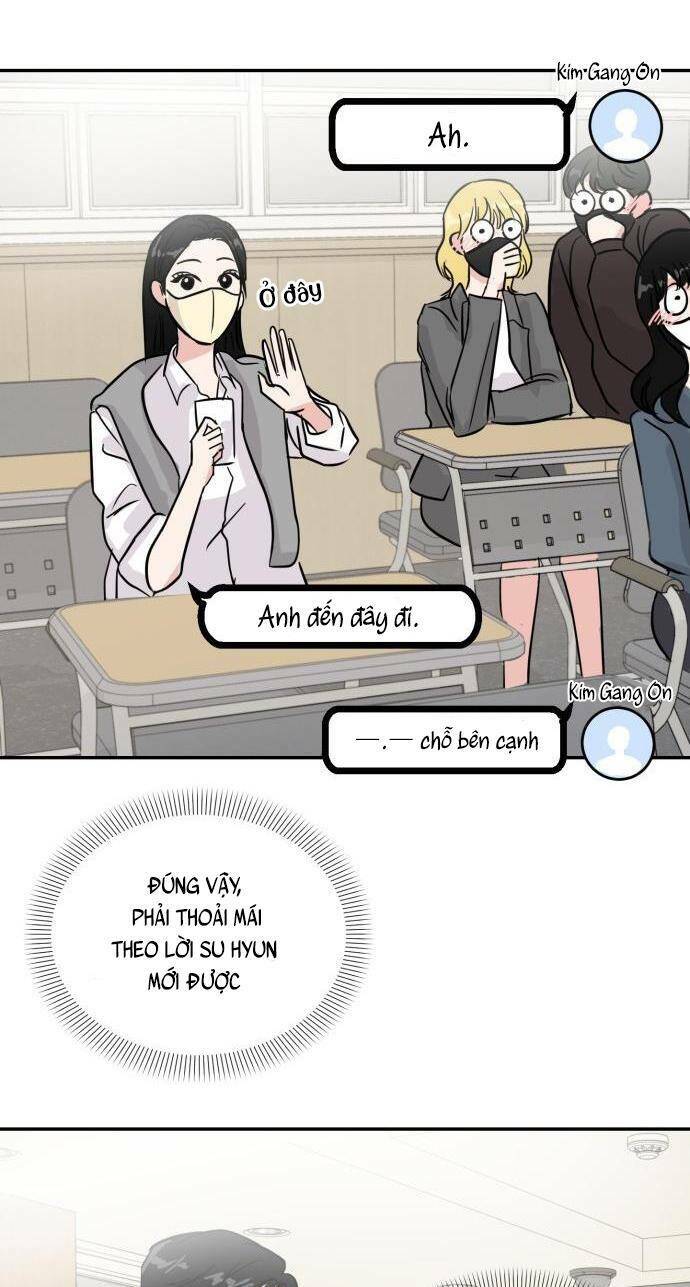 Kim Gang On
Ah.
Ở đây
Anh đến đây đi.
Kim Gang On
—.— chỗ bên cạnh
ĐÚNG VẬY,
PHẢI THOẢI MÁI
THEO LỜI SU HYUN
MỚI ĐƯỢC